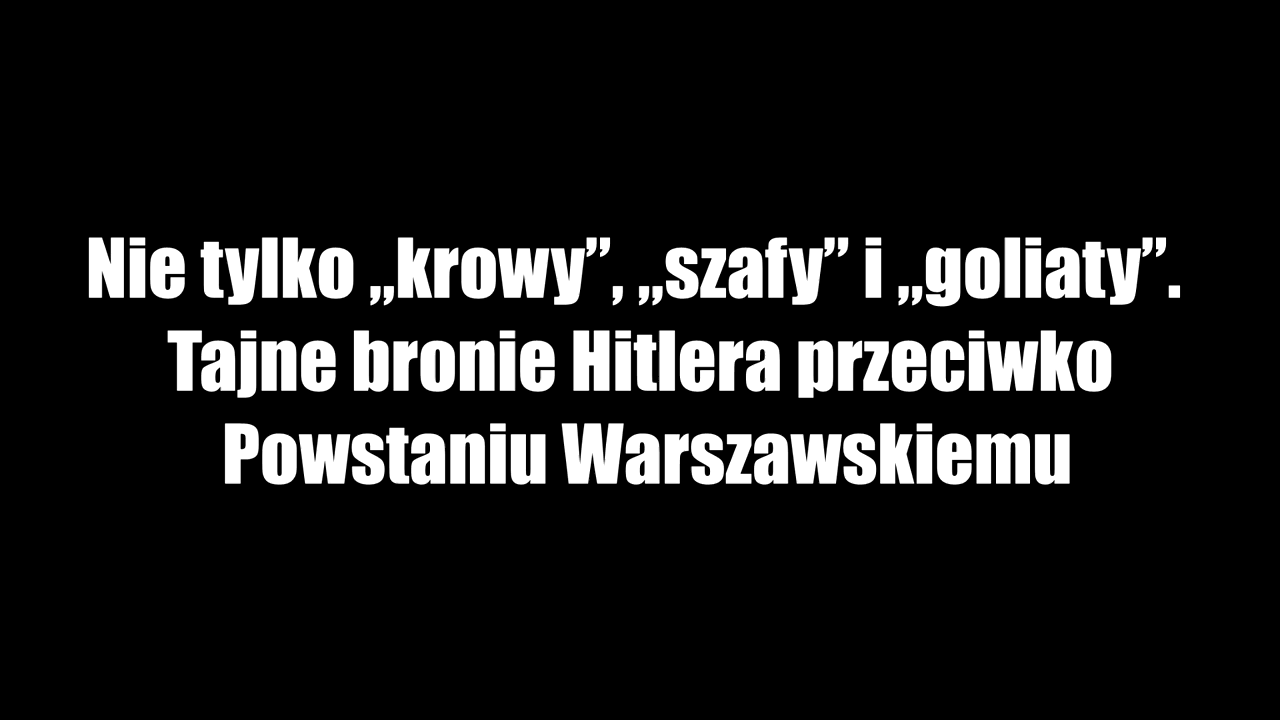 Nie tylko „krowy”, „szafy” i „goliaty”.
Tajne bronie Hitlera przeciwko
Powstaniu Warszawskiemu